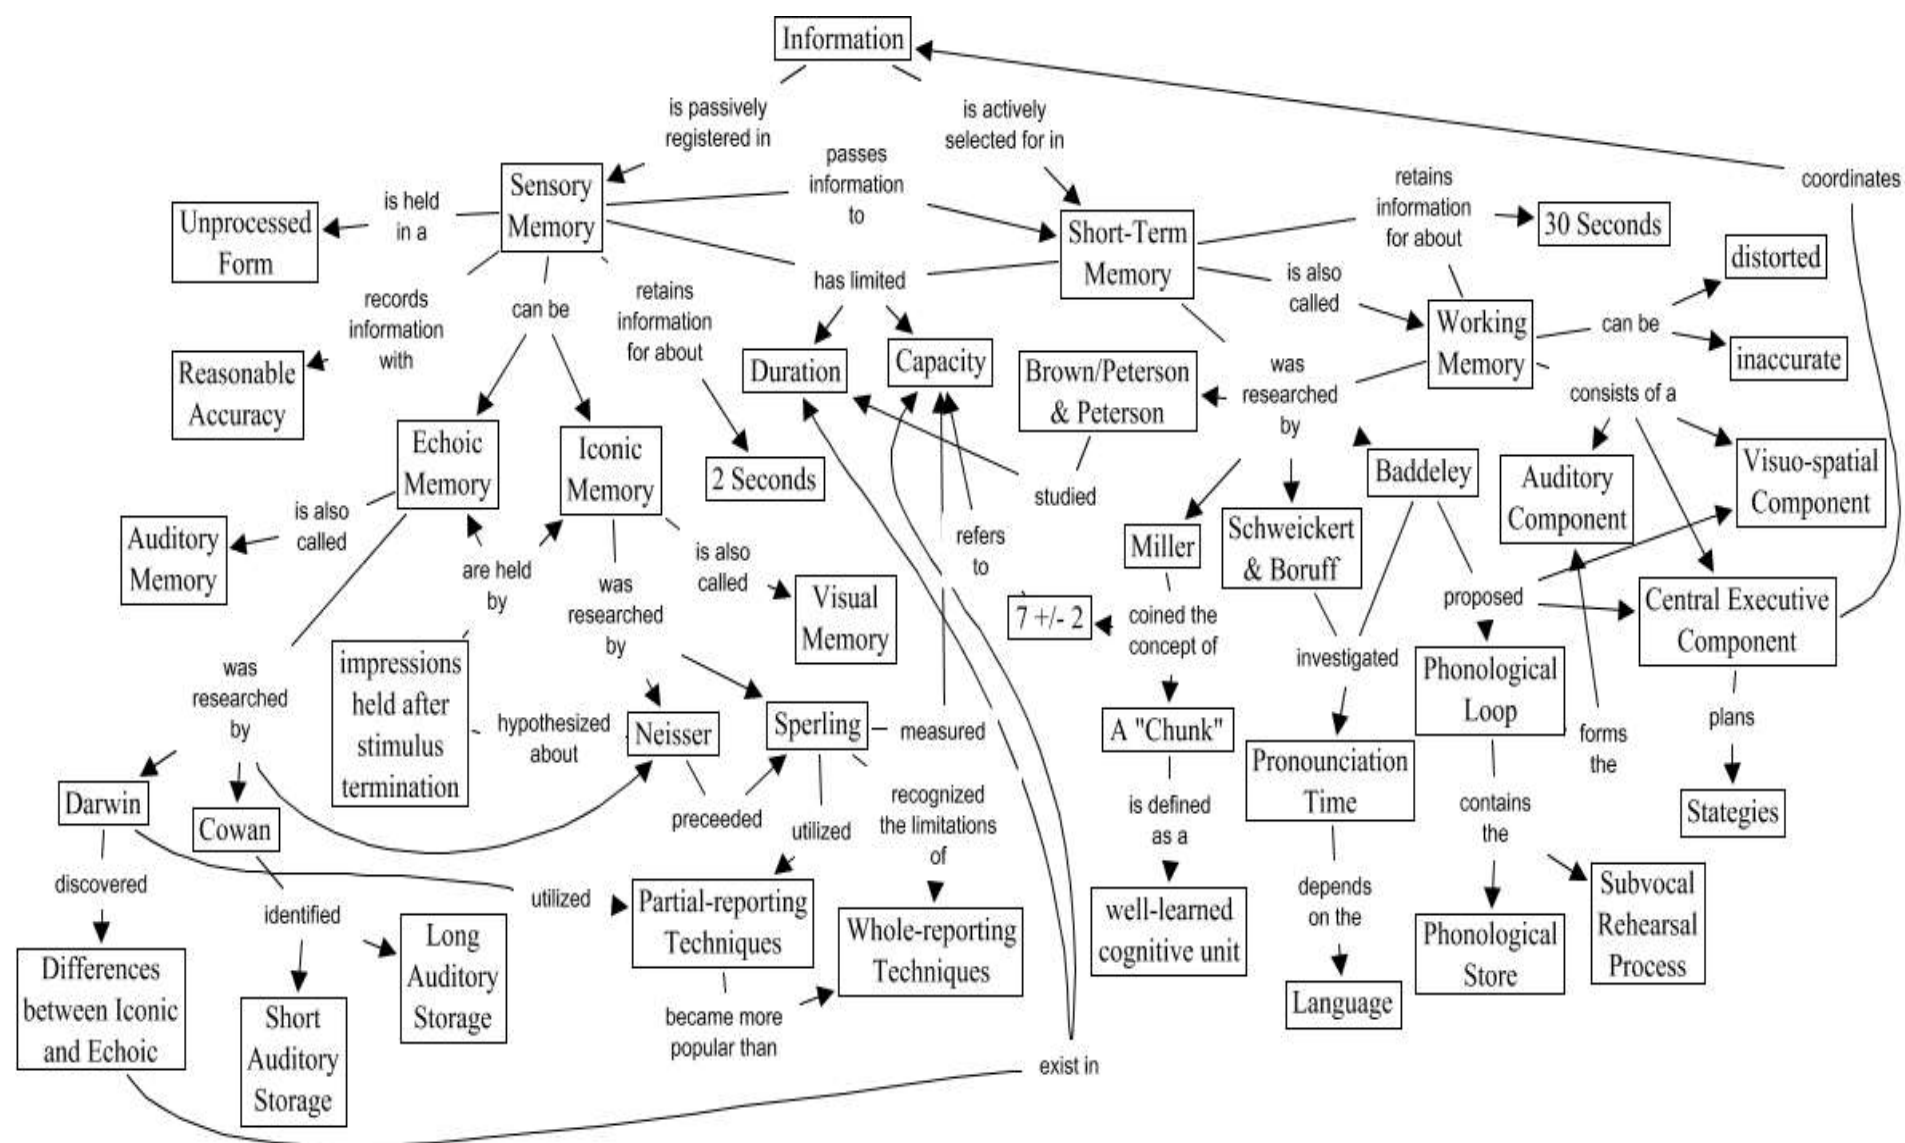 Information
is passively
registered in
is actively
selected for in
passes
information
to
retains
information
for about
coordinates
Sensory
Memory
is held
in a
Unprocessed
Form
Short-Term
Memory
30 Seconds
distorted
has limited
is also
called
records
information
with
can be
retains
information
for about
Working
Memory
can be
inaccurate
Reasonable
Accuracy
Duration
Capacity
Brown/Peterson
& Peterson
was
researched
by
consists of a
Echoic
Memory
Iconic
Memory
2 Seconds
studied
Baddeley
Auditory
Component
Visuo-spatial
Component
is also
called
Auditory
Memory
are held
by
was
researched
by
is also
called
Visual
Memory
refers
to
7 +/- 2
Miller
Schweickert
& Boruff
coined the
concept of
proposed
Central Executive
Component
investigated
Phonological
Loop
was
researched
by
impressions
held after
stimulus
termination
hypothesized
about
Neisser
Sperling
measured
A "Chunk"
Pronounciation
Time
forms
the
plans
Darwin
Cowan
preceeded
utilized
recognized
the limitations
of
is defined
as a
contains
the
Stategies
discovered
identified
utilized
Partial-reporting
Techniques
Whole-reporting
Techniques
well-learned
cognitive unit
depends
on the
Phonological
Store
Subvocal
Rehearsal
Process
Differences
between Iconic
and Echoic
Short
Auditory
Storage
Long
Auditory
Storage
became more
popular than
exist in
Language